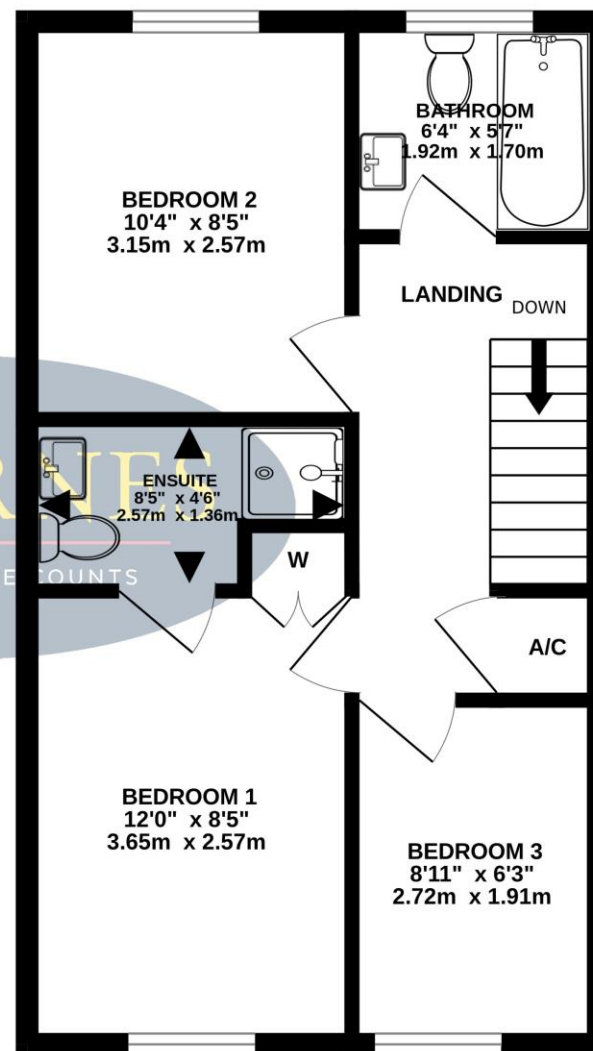 BEDROOM 2
10'4" x 8'5"
3.15m x 2.57m
BATHROOM
6'4" x 5'7"
1.92m x 1.70m
LANDING
DOWN
ENSUITE
8'5" x 4'6"
2.57m x 1.36m
W
A/C
BEDROOM 1
12'0" x 8'5"
3.65m x 2.57m
BEDROOM 3
8'11" x 6'3"
2.72m x 1.91m
COUNTS